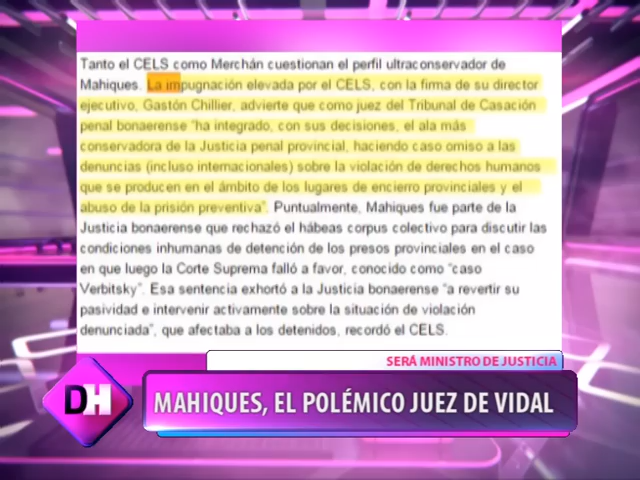 Tanto el CELS como Merchán cuestionan el perfil ultraconservador de
Mahiques. La impugnación elevada por el CELS, con la firma de su director
ejecutivo, Gastón Chillier, advierte que como juez del Tribunal de Casación
penal bonaerense “ha integrado, con sus decisiones, el ala más
conservadora de la Justicia penal provincial, haciendo caso omiso a las
denuncias (incluso internacionales) sobre la violación de derechos humanos
que se producen en el ámbito de los lugares de encierro provinciales y el
abuso de la prisión preventiva”. Puntualmente, Mahiques fue parte de la
Justicia bonaerense que rechazó el hábeas corpus colectivo para discutir las
condiciones inhumanas de detención de los presos provinciales en el caso
en que luego la Corte Suprema falló a favor, conocido como “caso
Verbitsky”. Esa sentencia exhortó a la Justicia bonaerense “a revertir su
pasividad e intervenir activamente sobre la situación de violación
denunciada”, que afectaba a los detenidos, recordó el CELS.
SERÁ MINISTRO DE JUSTICIA
DH
MAHIQUES, EL POLÉMICO JUEZ DE VIDAL